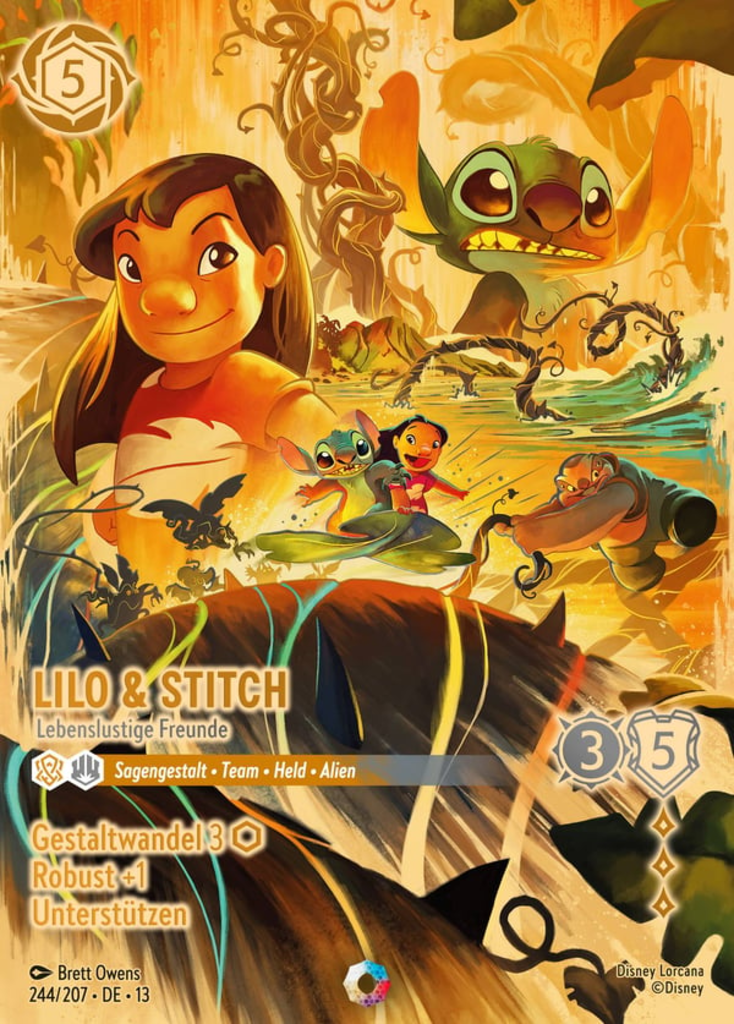 5
LILO & STITCH
Lebenslustige Freunde
3 5
Sagengestalt • Team • Held • Alien
Gestaltwandel 3
Robust +1
Unterstützen
Brett Owens
244/207 • DE • 13
Disney Lorcana
©Disney